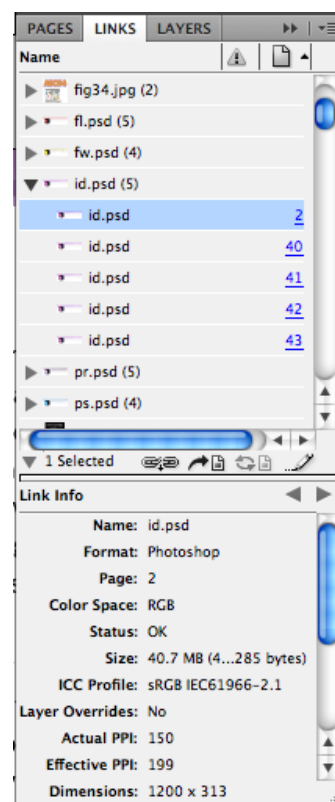 PAGES LINKS LAYERS
Name
fig34.jpg (2)
fl.psd (5)
fw.psd (4)
id.psd (5)
id.psd 2
id.psd 40
id.psd 41
id.psd 42
id.psd 43
pr.psd (5)
ps.psd (4)
1 Selected
Link Info
Name: id.psd
Format: Photoshop
Page: 2
Color Space: RGB
Status: OK
Size: 40.7 MB (4...285 bytes)
ICC Profile: sRGB IEC61966-2.1
Layer Overrides: No
Actual PPI: 150
Effective PPI: 199
Dimensions: 1200 x 313